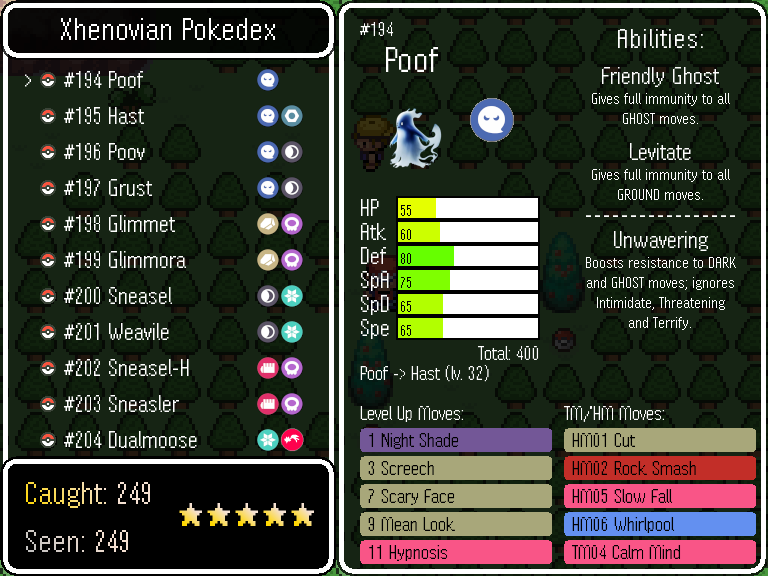 Xhenovian Pokedex
#194 Poof
#195 Hast
#196 Poov
#197 Grust
#198 Glimmet
#199 Glimmora
#200 Sneasel
#201 Weavile
#202 Sneasel-H
#203 Sneasler
#204 Dualmoose
Caught: 249
Seen: 249
#194
Poof
HP 55
Atk 60
Def 80
SpA 75
SpD 65
Spe 65
Total: 400
Poof -> Hast (lv. 32)
Abilities:
Friendly Ghost
Gives full immunity to all
GHOST moves.
Levitate
Gives full immunity to all
GROUND moves.
Unwavering
Boosts resistance to DARK
and GHOST moves; ignores
Intimidate, Threatening
and Terrify.
Level Up Moves:
1 Night Shade
3 Screech
7 Scary Face
9 Mean Look
11 Hypnosis
TM/HM Moves:
HM01 Cut
HM02 Rock Smash
HM05 Slow Fall
HM06 Whirlpool
TM04 Calm Mind